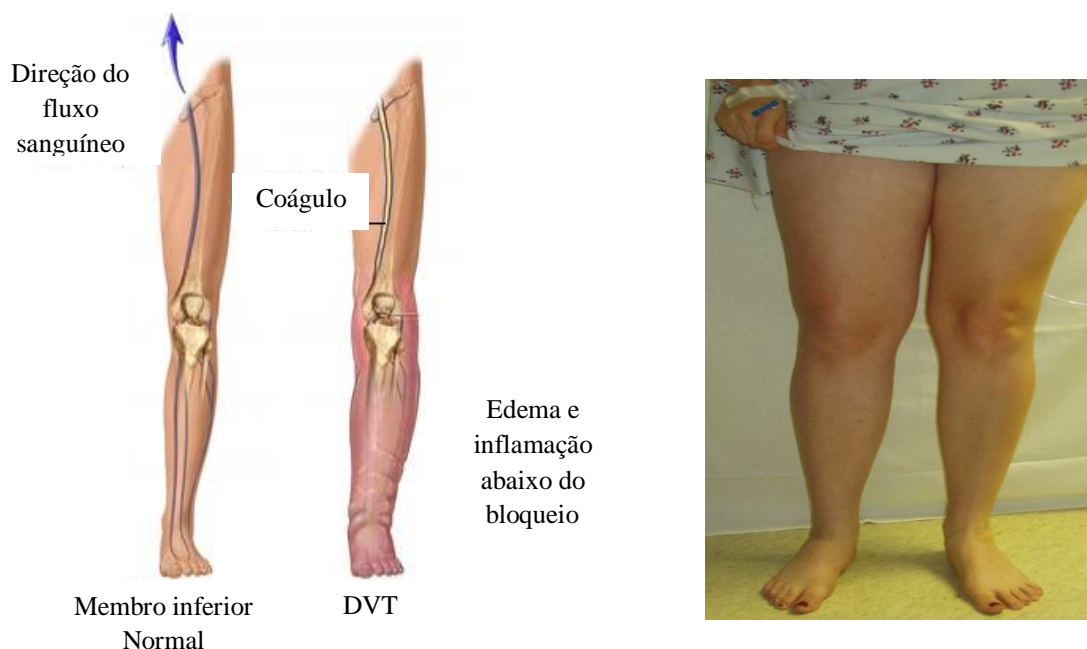 Direção do
fluxo
sanguíneo
Coágulo
Edema e
inflamação
abaixo do
bloqueio
Membro inferior
Normal
DVT